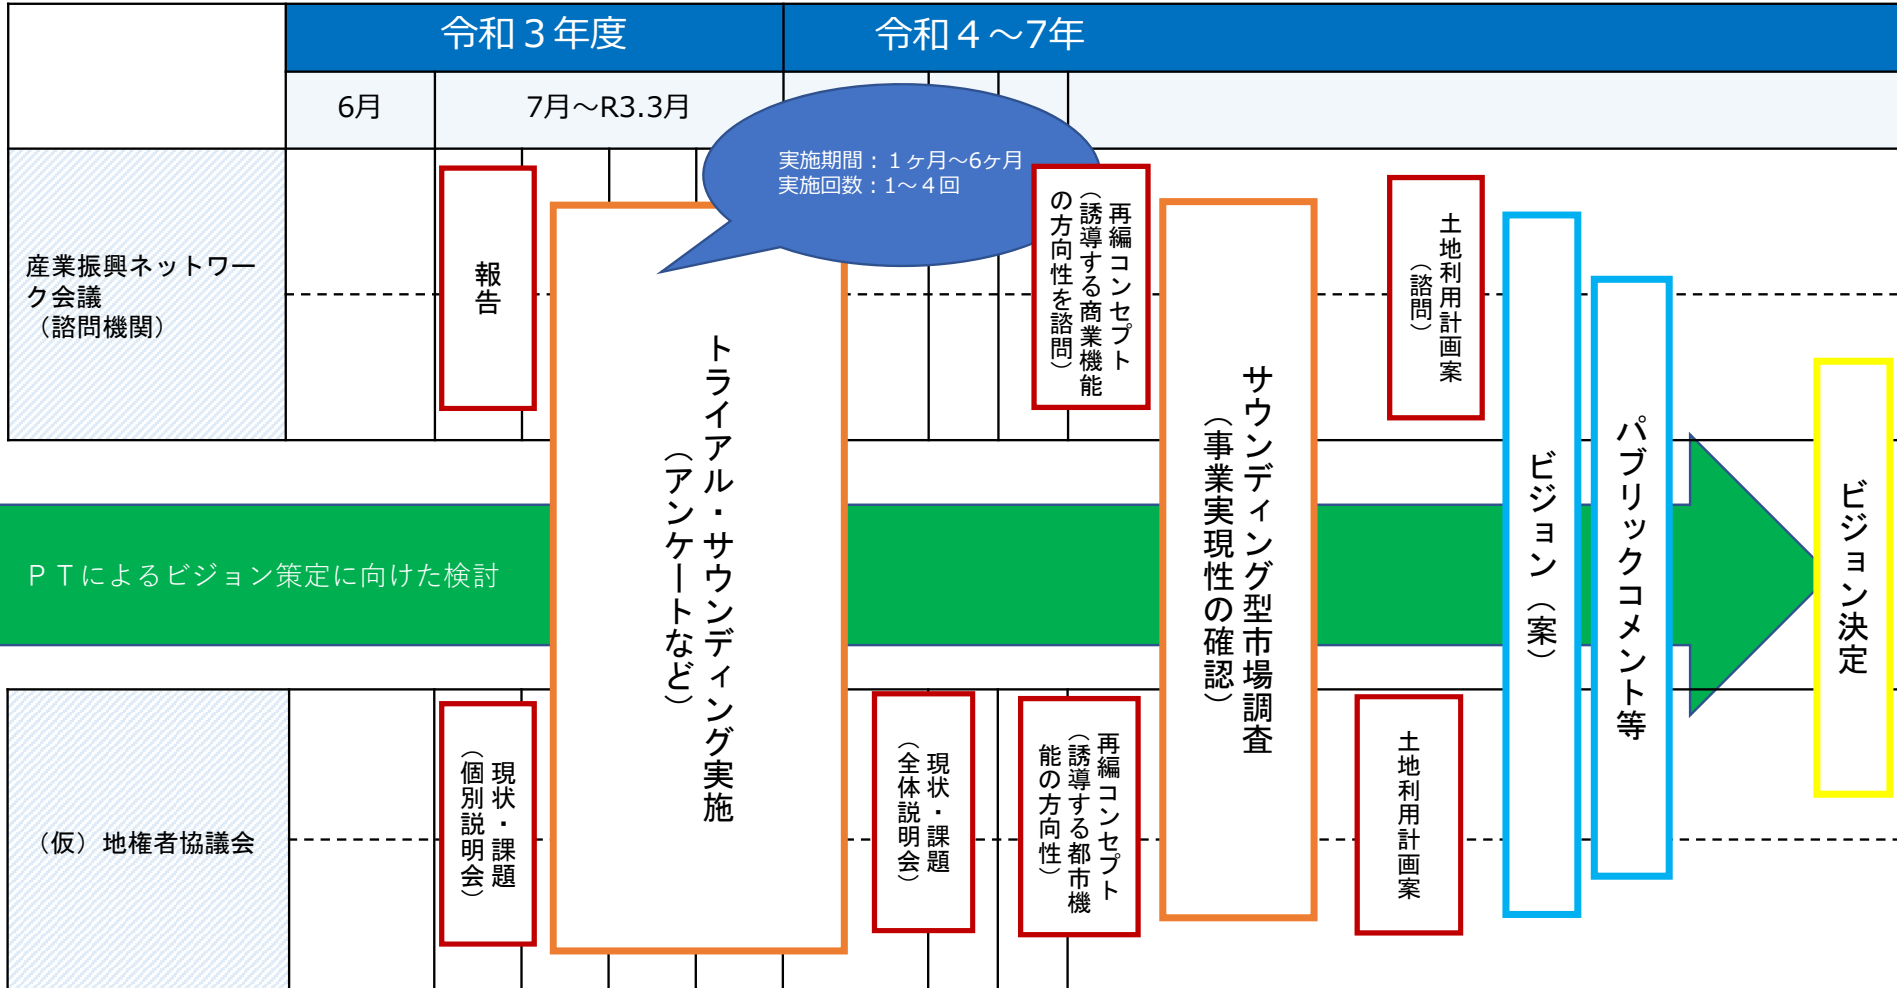 令和３年度
令和４～7年
6月
7月～R3.3月
実施期間：１ヶ月～6ヶ月
実施回数：1～４回
産業振興ネットワー
ク会議
（諮問機関）
報告
再編コンセプト
（誘導する商業機能
の方向性を諮問）
土地利用計画案
（諮問）
トライアル・サウンディング実施
（アンケートなど）
サウンディング型市場調査
（事業実現性の確認）
ビジョン（案）
パブリックコメント等
ビジョン決定
ＰＴによるビジョン策定に向けた検討
（仮）地権者協議会
現状・課題
（個別説明会）
現状・課題
（全体説明会）
再編コンセプト
（誘導する都市機
能の方向性）
土地利用計画案